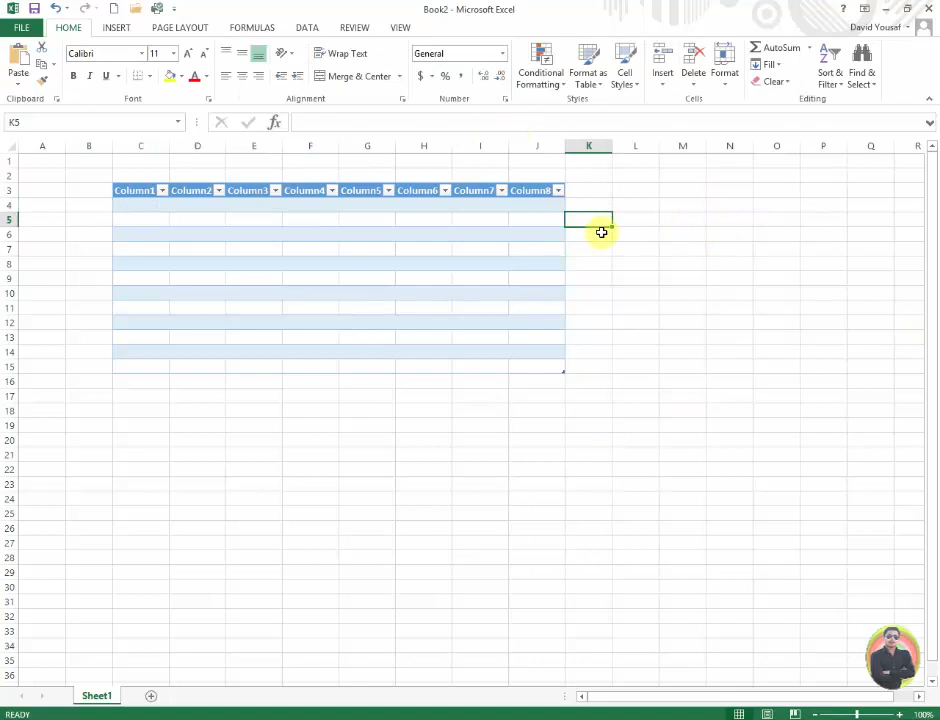 Book2 - Microsoft Excel
David Yousaf
FILE HOME INSERT PAGE LAYOUT FORMULAS DATA REVIEW VIEW
Paste
Clipboard
Calibri 11
B I U
Font
Wrap Text
Merge & Center
Alignment
General
$ % ,
Number
Conditional Formatting
Format as Table
Cell Styles
Styles
Insert Delete Format
Cells
AutoSum
Fill
Clear
Sort & Filter
Find & Select
Editing
K5
fx
A B C D E F G H I J K L M N O P Q R
1
2
3 Column1 Column2 Column3 Column4 Column5 Column6 Column7 Column8
4
5
6
7
8
9
10
11
12
13
14
15
16
17
18
19
20
21
22
23
24
25
26
27
28
29
30
31
32
33
34
35
36
Sheet1
READY
100%